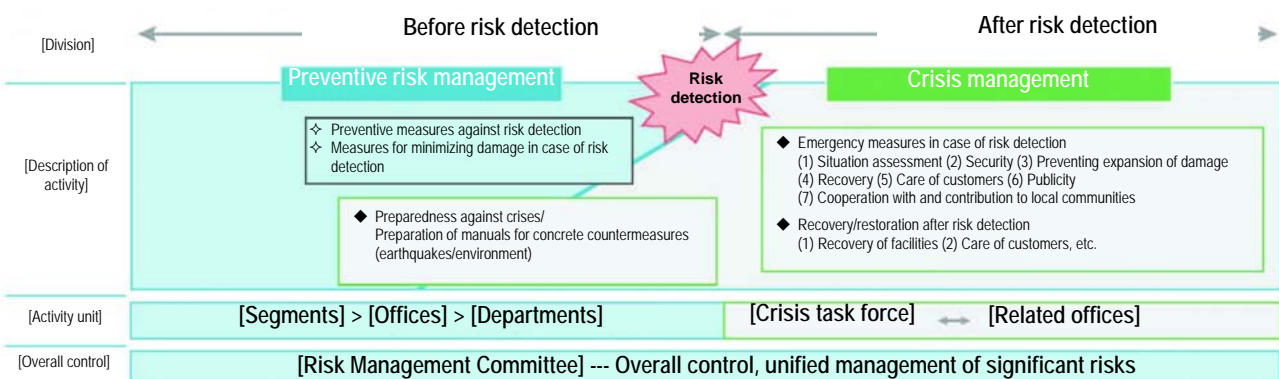 [Division]
Before risk detection
After risk detection
Preventive risk management
Risk
detection
Crisis management
[Description of
activity]
✧ Preventive measures against risk detection
✧ Measures for minimizing damage in case of risk
detection
◆ Preparedness against crises/
Preparation of manuals for concrete countermeasures
(earthquakes/environment)
◆ Emergency measures in case of risk detection
(1) Situation assessment (2) Security (3) Preventing expansion of damage
(4) Recovery (5) Care of customers (6) Publicity
(7) Cooperation with and contribution to local communities
◆ Recovery/restoration after risk detection
(1) Recovery of facilities (2) Care of customers, etc.
[Activity unit]
[Segments] > [Offices] > [Departments]
[Crisis task force] ↔ [Related offices]
[Overall control]
[Risk Management Committee] --- Overall control, unified management of significant risks